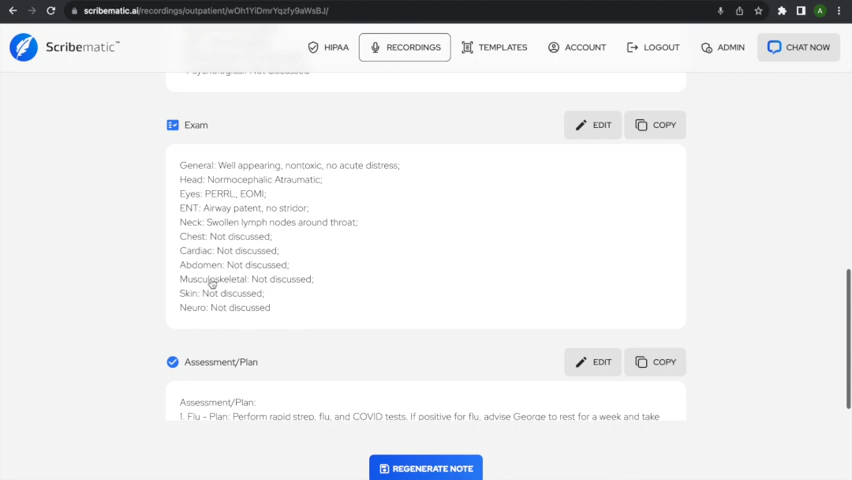 scribematic.ai/recordings/outpatient/wOh1YiDmrYqzfy9aWsBJ/
A
Scribematic™
HIPAA
RECORDINGS
TEMPLATES
ACCOUNT
LOGOUT
ADMIN
CHAT NOW
Psychological: Not discussed
Exam
EDIT
COPY
General: Well appearing, nontoxic, no acute distress;
Head: Normocephalic Atraumatic;
Eyes: PERRL, EOMI;
ENT: Airway patent, no stridor;
Neck: Swollen lymph nodes around throat;
Chest: Not discussed;
Cardiac: Not discussed;
Abdomen: Not discussed;
Musculoskeletal: Not discussed;
Skin: Not discussed;
Neuro: Not discussed
Assessment/Plan
EDIT
COPY
Assessment/Plan:
1. Flu - Plan: Perform rapid strep, flu, and COVID tests. If positive for flu, advise George to rest for a week and take
REGENERATE NOTE